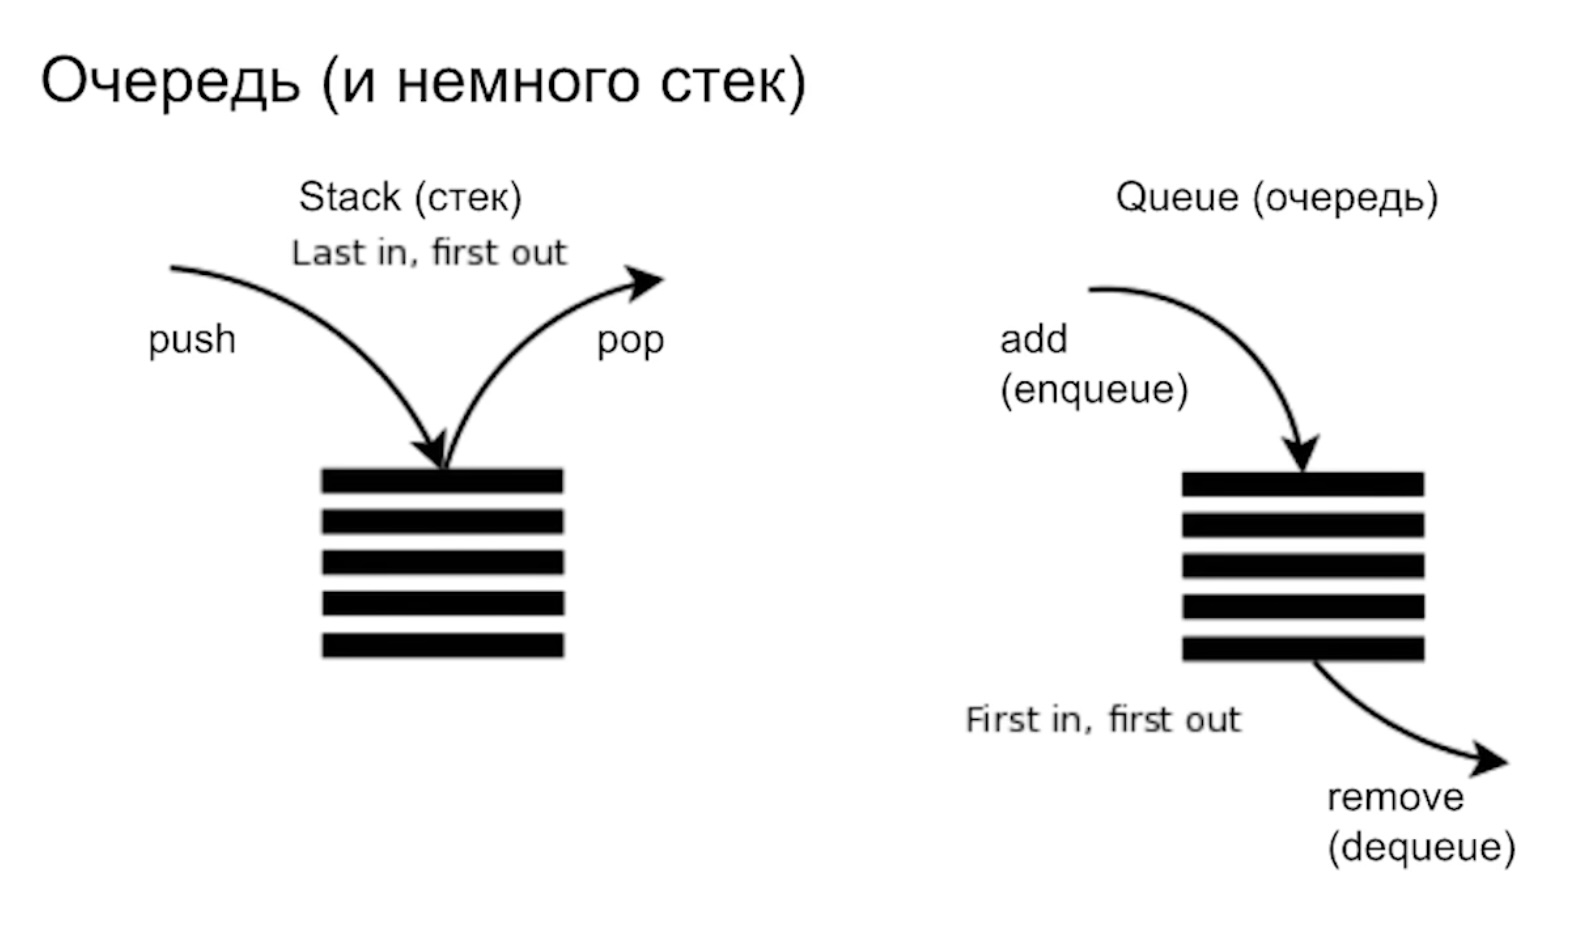 Очередь (и немного стек)
Stack (стек)
Last in, first out
push
pop
Queue (очередь)
add
(enqueue)
First in, first out
remove
(dequeue)